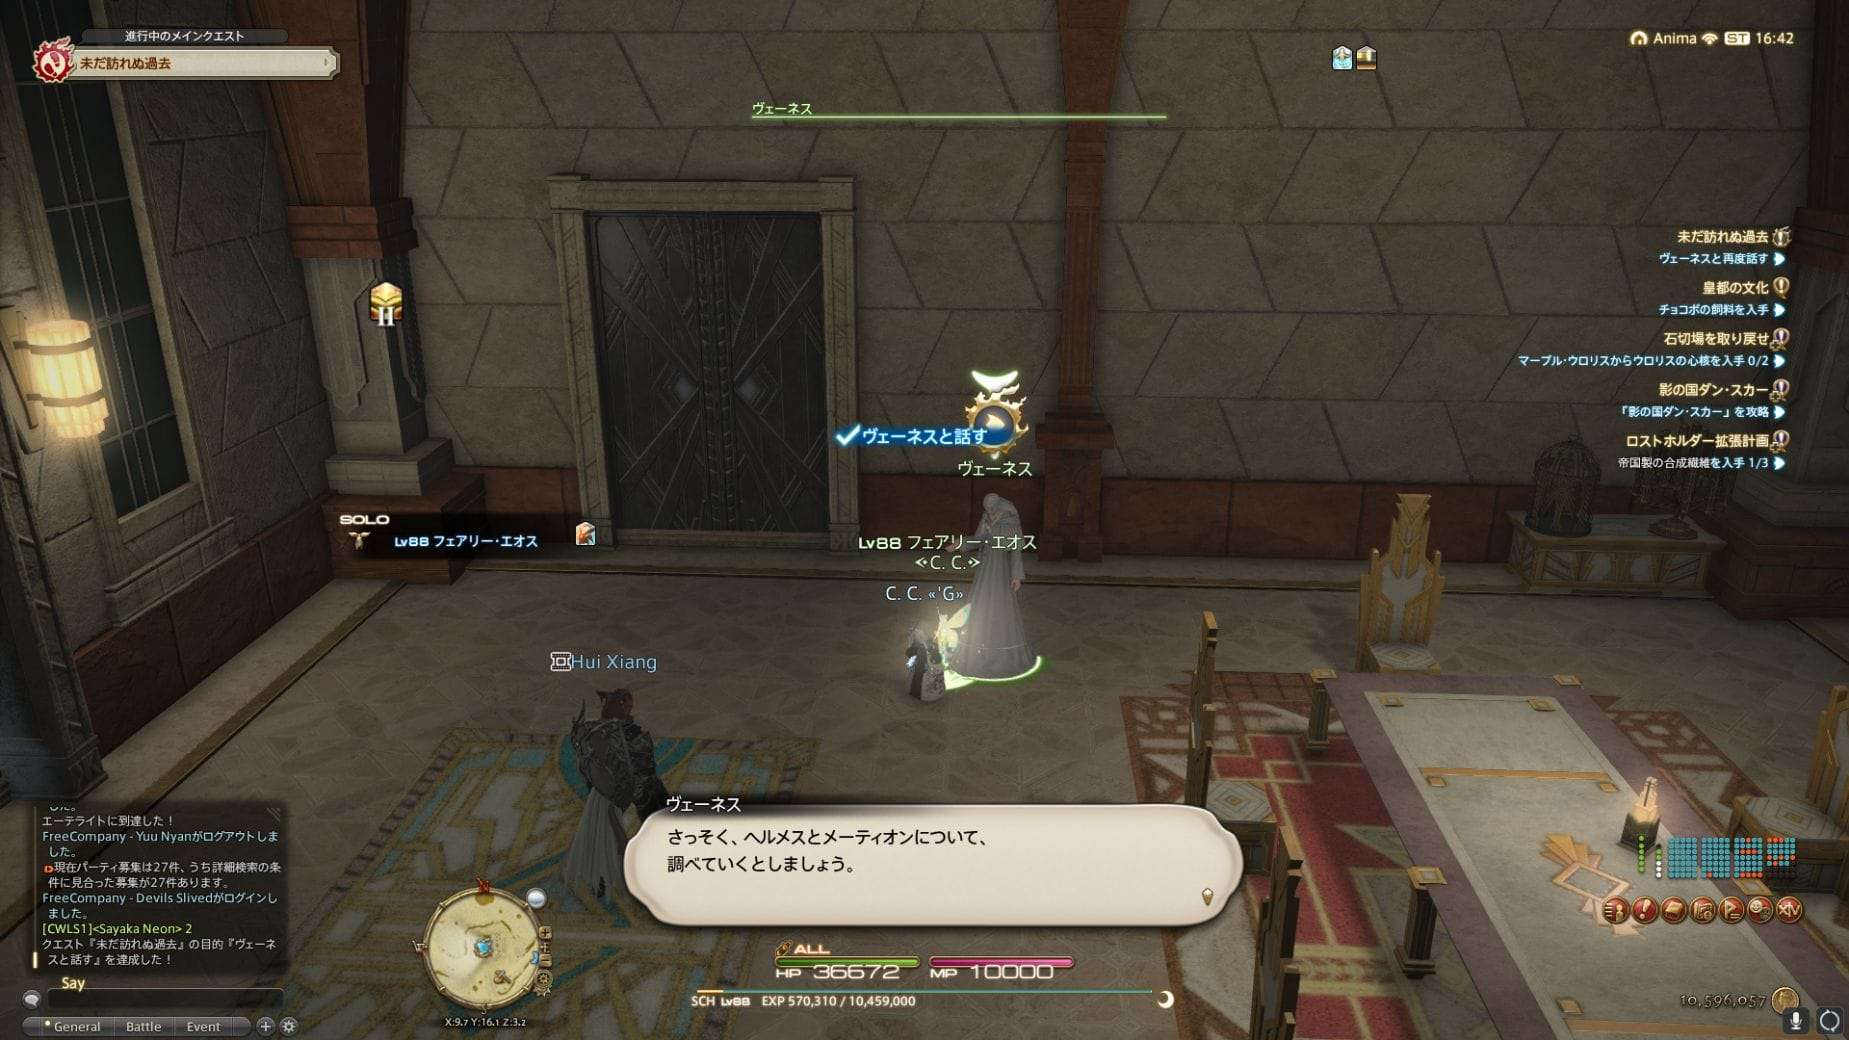 進行中のメインクエスト
未だ訪れぬ過去
Anima ST 16:42
ヴェーネス
未だ訪れぬ過去
ヴェーネスと再度話す
皇都の文化
チョコボの飼料を入手
石切場を取り戻せ
マーブル・ウロリスからウロリスの心核を入手 0/2
影の国ダン・スカー
「影の国ダン・スカー」を攻略
ロストホルダー拡張計画
帝国製の合成繊維を入手 1/3
H
ヴェーネスと話す
ヴェーネス
SOLO
Lv88 フェアリー・エオス
Lv88 フェアリー・エオス
«C. C.»
C. C. «'G»
Hui Xiang
ヴェーネス
さっそく、ヘルメスとメーティオンについて、
調べていくとしましょう。
した。
エーテライトに到達した！
FreeCompany - Yuu Nyanがログアウトしま
した。
現在パーティ募集は27件、うち詳細検索の条
件に見合った募集が27件あります。
FreeCompany - Devils Slivedがログインし
ました。
[CWLS1]<Sayaka Neon> 2
クエスト『未だ訪れぬ過去』の目的『ヴェーネ
スと話す』を達成した！
Say
General Battle Event
X:9.7 Y:16.1 Z:3.2
ALL
HP 36672 MP 10000
SCH Lv88 EXP 570,310 / 10,459,000
XIV
10,596,057